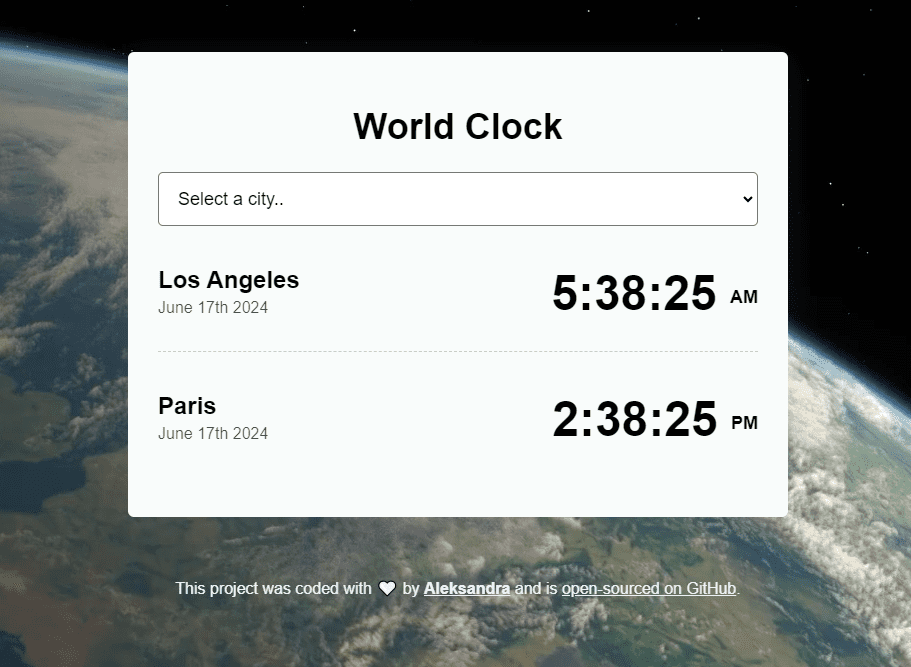 World Clock
Select a city..
Los Angeles
June 17th 2024
5:38:25 AM
Paris
June 17th 2024
2:38:25 PM
This project was coded with 🤍 by Aleksandra and is open-sourced on GitHub.